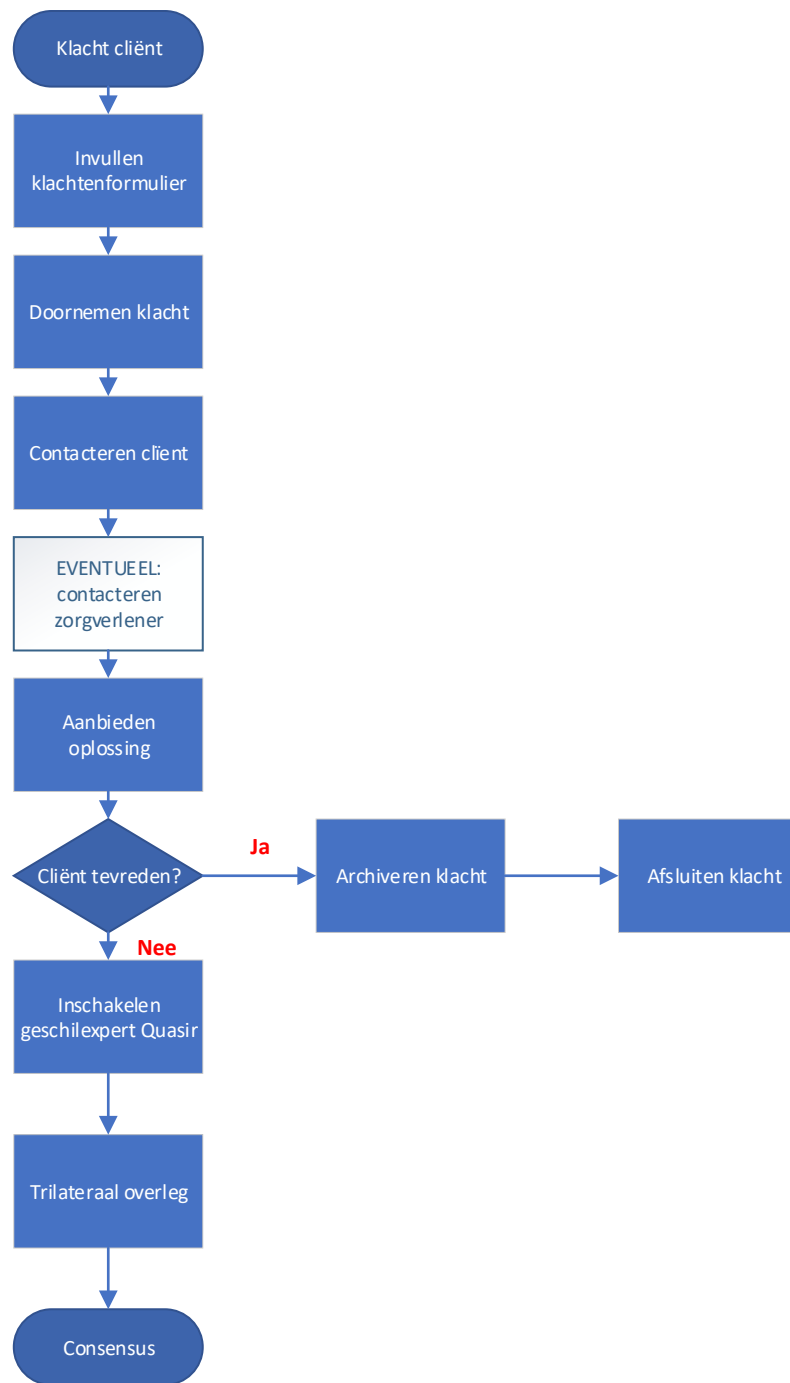 Klacht cliënt
Invullen
klachtenformulier
Doornemen klacht
Contacteren clïent
EVENTUEEL:
contacteren
zorgverlener
Aanbieden
oplossing
Cliënt tevreden?
Ja
Archiveren klacht
Afsluiten klacht
Nee
Inschakelen
geschilexpert Quasir
Trilateraal overleg
Consensus